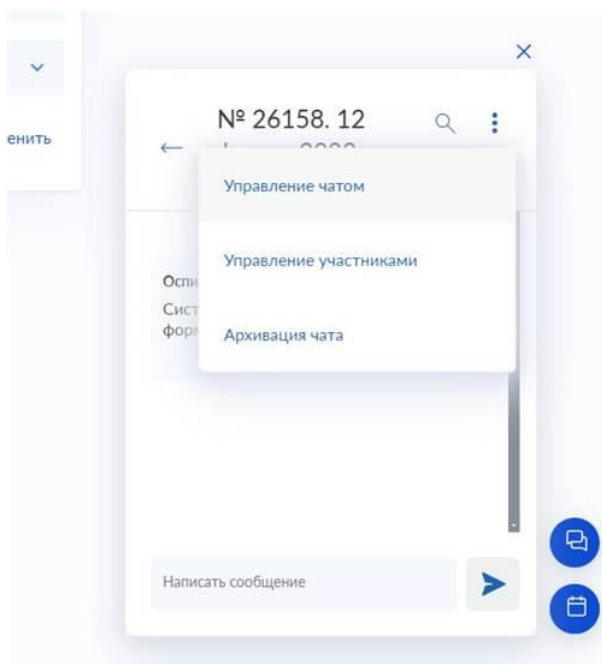 енить
№ 26158. 12
Управление чатом
Управление участниками
Архивация чата
Написать сообщение